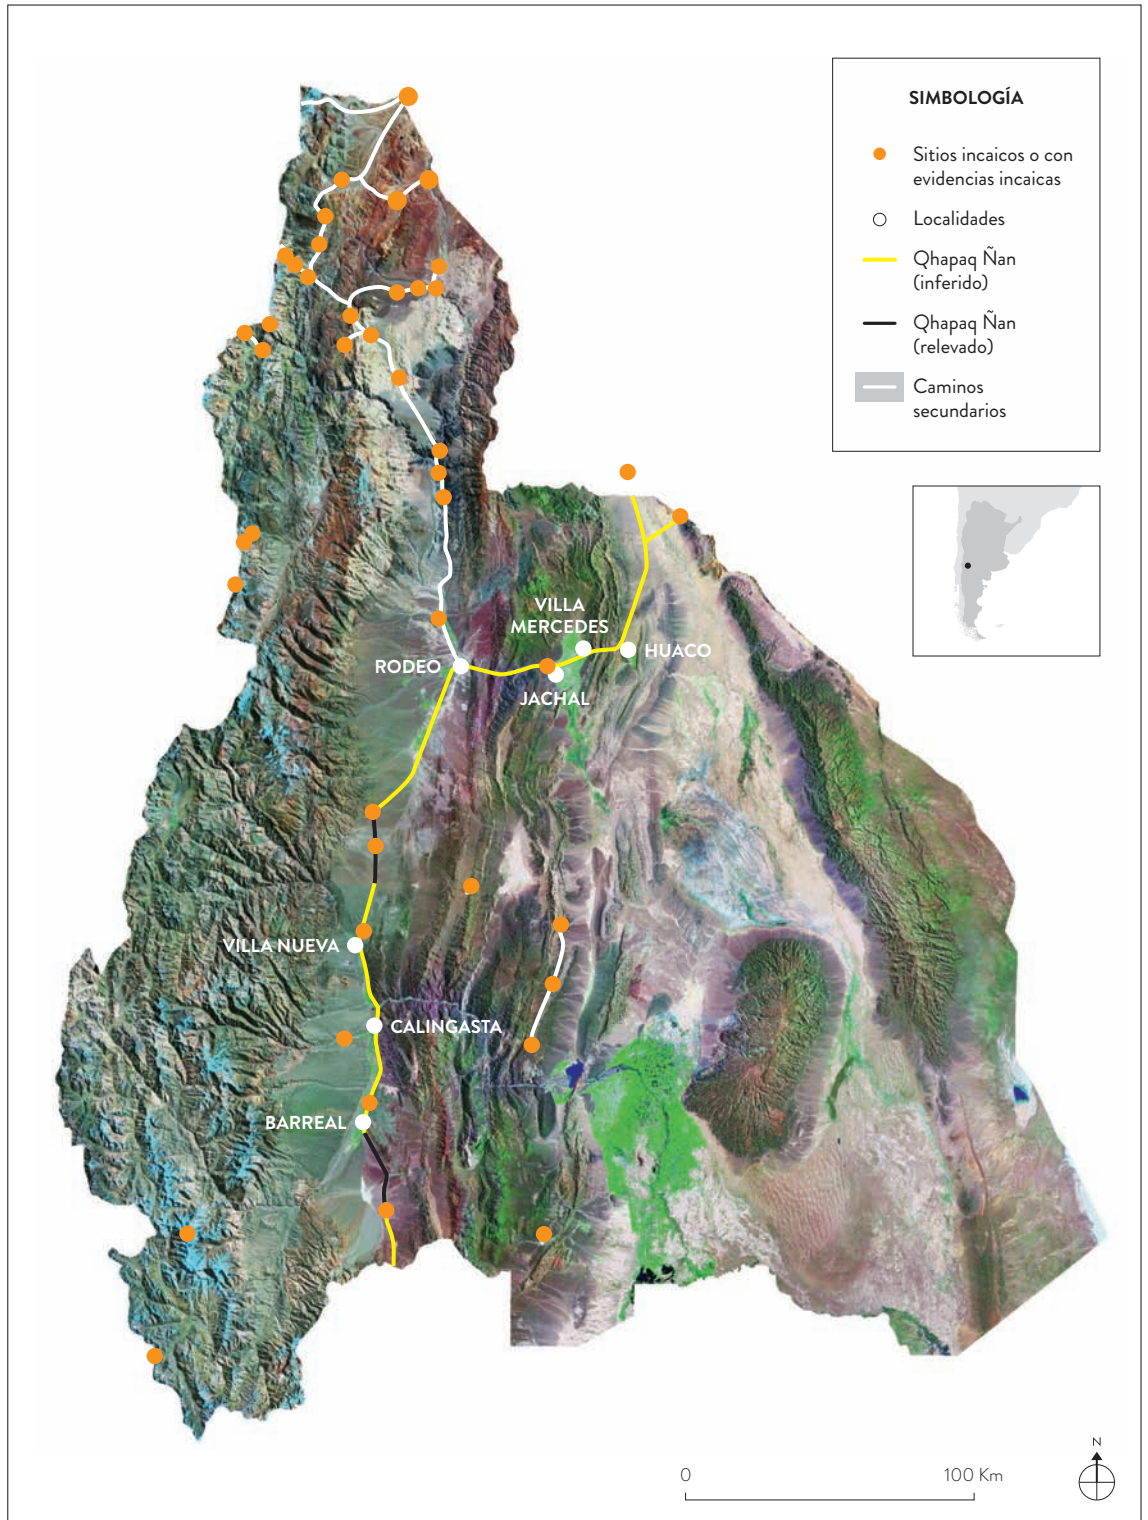 SIMBOLOGÍA
Sitios incaicos o con
evidencias incaicas
Localidades
Qhapaq Ñan
(inferido)
Qhapaq Ñan
(relevado)
Caminos
secundarios
VILLA
MERCEDES
HUACO
RODEO
JACHAL
VILLA NUEVA
CALINGASTA
BARREAL
N
0
100 Km